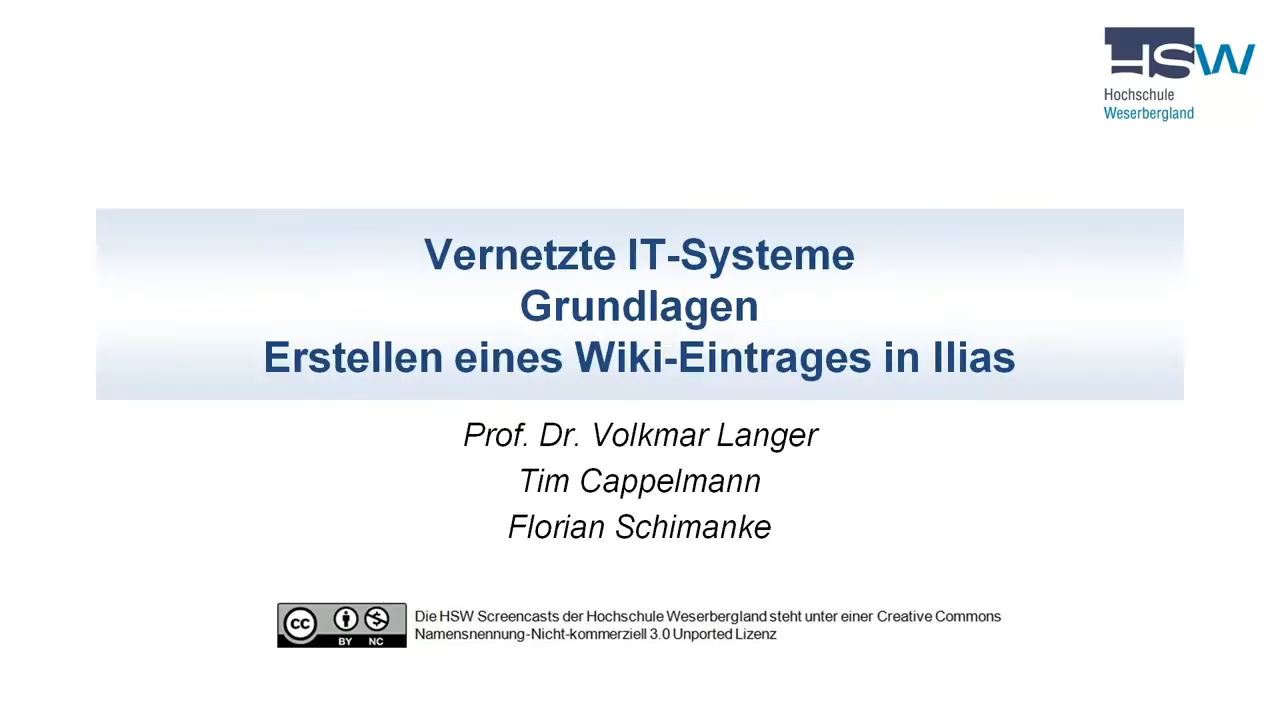 HSW
Hochschule
Weserbergland
Vernetzte IT-Systeme
Grundlagen
Erstellen eines Wiki-Eintrages in Ilias
Prof. Dr. Volkmar Langer
Tim Cappelmann
Florian Schimanke
cc
BY NC
Die HSW Screencasts der Hochschule Weserbergland steht unter einer Creative Commons
Namensnennung-Nicht-kommerziell 3.0 Unported Lizenz